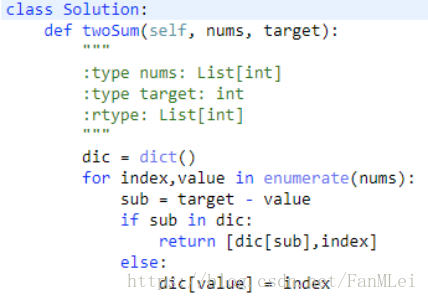 class Solution:
    def twoSum(self, nums, target):
        """
        :type nums: List[int]
        :type target: int
        :rtype: List[int]
        """
        dic = dict()
        for index,value in enumerate(nums):
            sub = target - value
            if sub in dic:
                return [dic[sub],index]
            else:
                dic[value] = index
https://blog.csdn.net/FanMLei